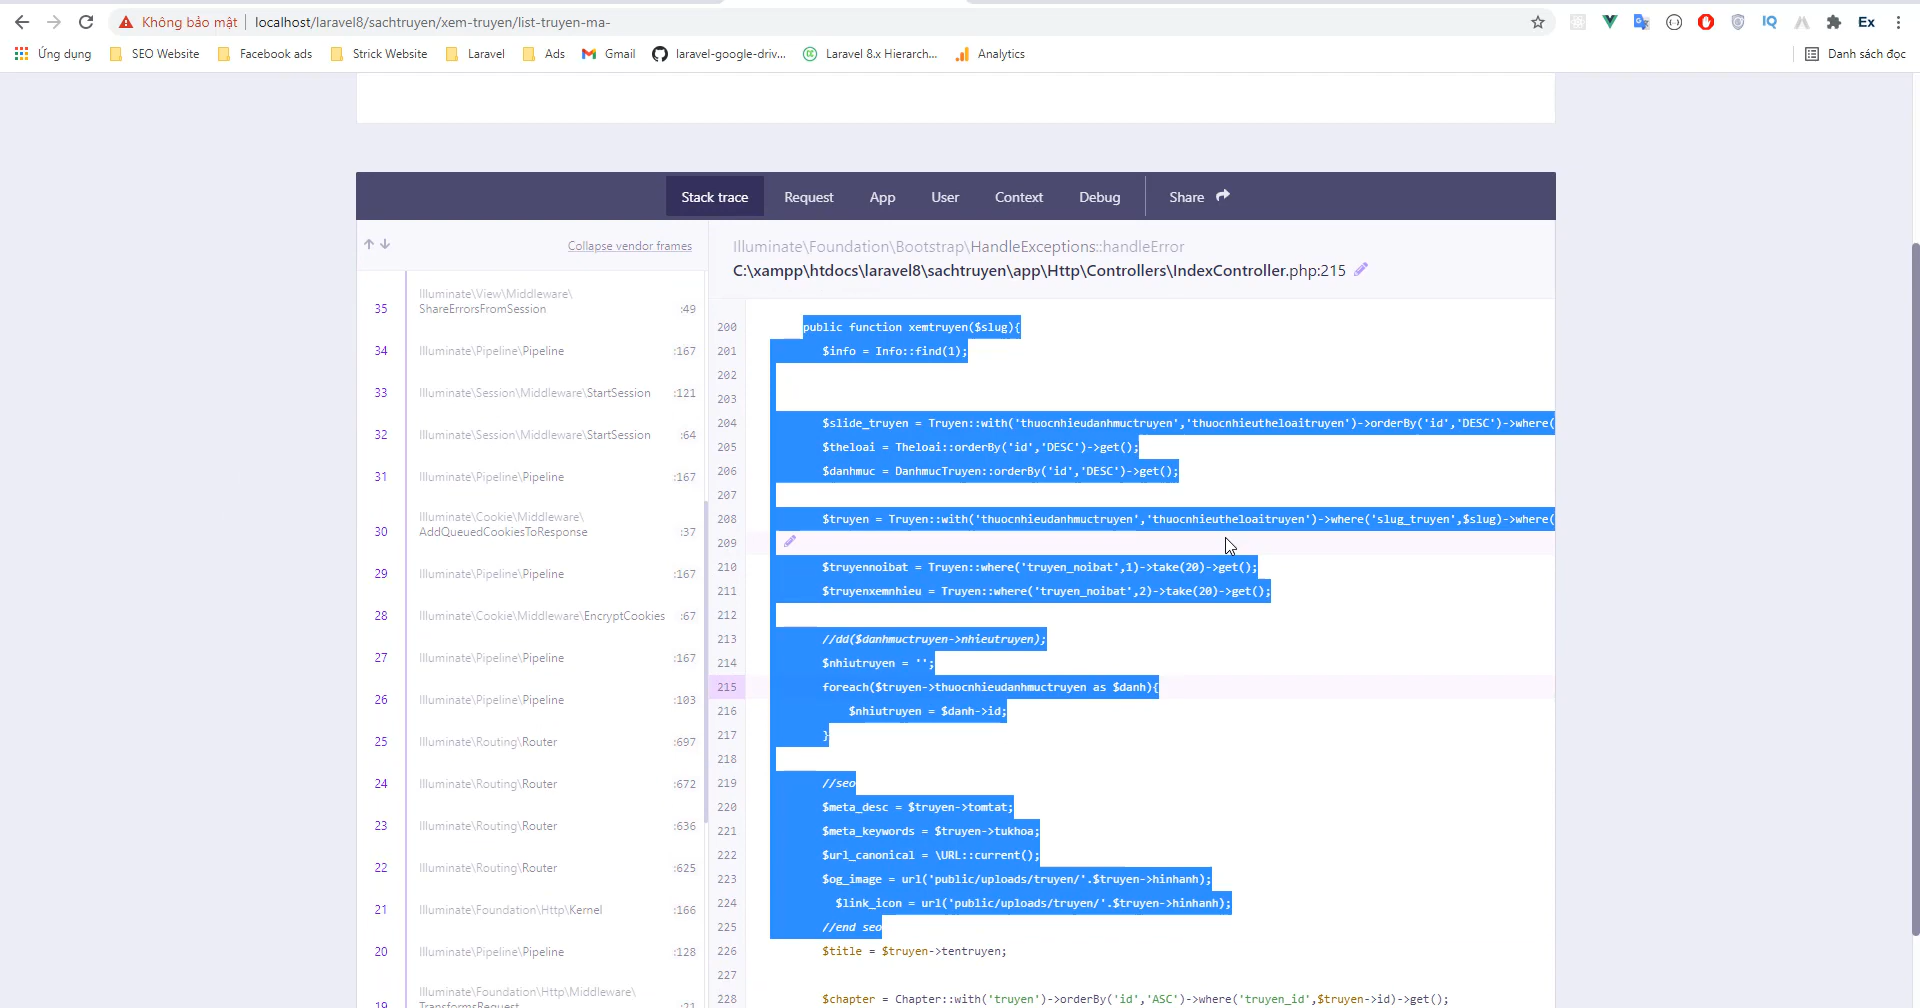 Không bảo mật
localhost/laravel8/sachtruyen/xem-truyen/list-truyen-ma-
IQ
Ex
Ứng dụng
SEO Website
Facebook ads
Strick Website
Laravel
Ads
Gmail
laravel-google-driv...
Laravel 8.x Hierarch...
Analytics
Danh sách đọc
Stack trace
Request
App
User
Context
Debug
Share
Collapse vendor frames
Illuminate\Foundation\Bootstrap\HandleExceptions::handleError
C:\xampp\htdocs\laravel8\sachtruyen\app\Http\Controllers\IndexController.php:215
Illuminate\View\Middleware\
35 ShareErrorsFromSession :49
34 Illuminate\Pipeline\Pipeline :167
33 Illuminate\Session\Middleware\StartSession :121
32 Illuminate\Session\Middleware\StartSession :64
31 Illuminate\Pipeline\Pipeline :167
Illuminate\Cookie\Middleware\
30 AddQueuedCookiesToResponse :37
29 Illuminate\Pipeline\Pipeline :167
28 Illuminate\Cookie\Middleware\EncryptCookies :67
27 Illuminate\Pipeline\Pipeline :167
26 Illuminate\Pipeline\Pipeline :103
25 Illuminate\Routing\Router :697
24 Illuminate\Routing\Router :672
23 Illuminate\Routing\Router :636
22 Illuminate\Routing\Router :625
21 Illuminate\Foundation\Http\Kernel :166
20 Illuminate\Pipeline\Pipeline :128
Illuminate\Foundation\Http\Middleware\
19 TransformsRequest :21
200 public function xemtruyen($slug){
201 $info = Info::find(1);
202
203
204 $slide_truyen = Truyen::with('thuocnhieudanhmuctruyen','thuocnhieutheloaitruyen')->orderBy('id','DESC')->where(
205 $theloai = Theloai::orderBy('id','DESC')->get();
206 $danhmuc = DanhmucTruyen::orderBy('id','DESC')->get();
207
208 $truyen = Truyen::with('thuocnhieudanhmuctruyen','thuocnhieutheloaitruyen')->where('slug_truyen',$slug)->where(
209
210 $truyennoibat = Truyen::where('truyen_noibat',1)->take(20)->get();
211 $truyenxemnhieu = Truyen::where('truyen_noibat',2)->take(20)->get();
212
213 //dd($danhmuctruyen->nhieutruyen);
214 $nhiutruyen = '';
215 foreach($truyen->thuocnhieudanhmuctruyen as $danh){
216 $nhiutruyen = $danh->id;
217 }
218
219 //seo
220 $meta_desc = $truyen->tomtat;
221 $meta_keywords = $truyen->tukhoa;
222 $url_canonical = \URL::current();
223 $og_image = url('public/uploads/truyen/'.$truyen->hinhanh);
224 $link_icon = url('public/uploads/truyen/'.$truyen->hinhanh);
225 //end seo
226 $title = $truyen->tentruyen;
227
228 $chapter = Chapter::with('truyen')->orderBy('id','ASC')->where('truyen_id',$truyen->id)->get();